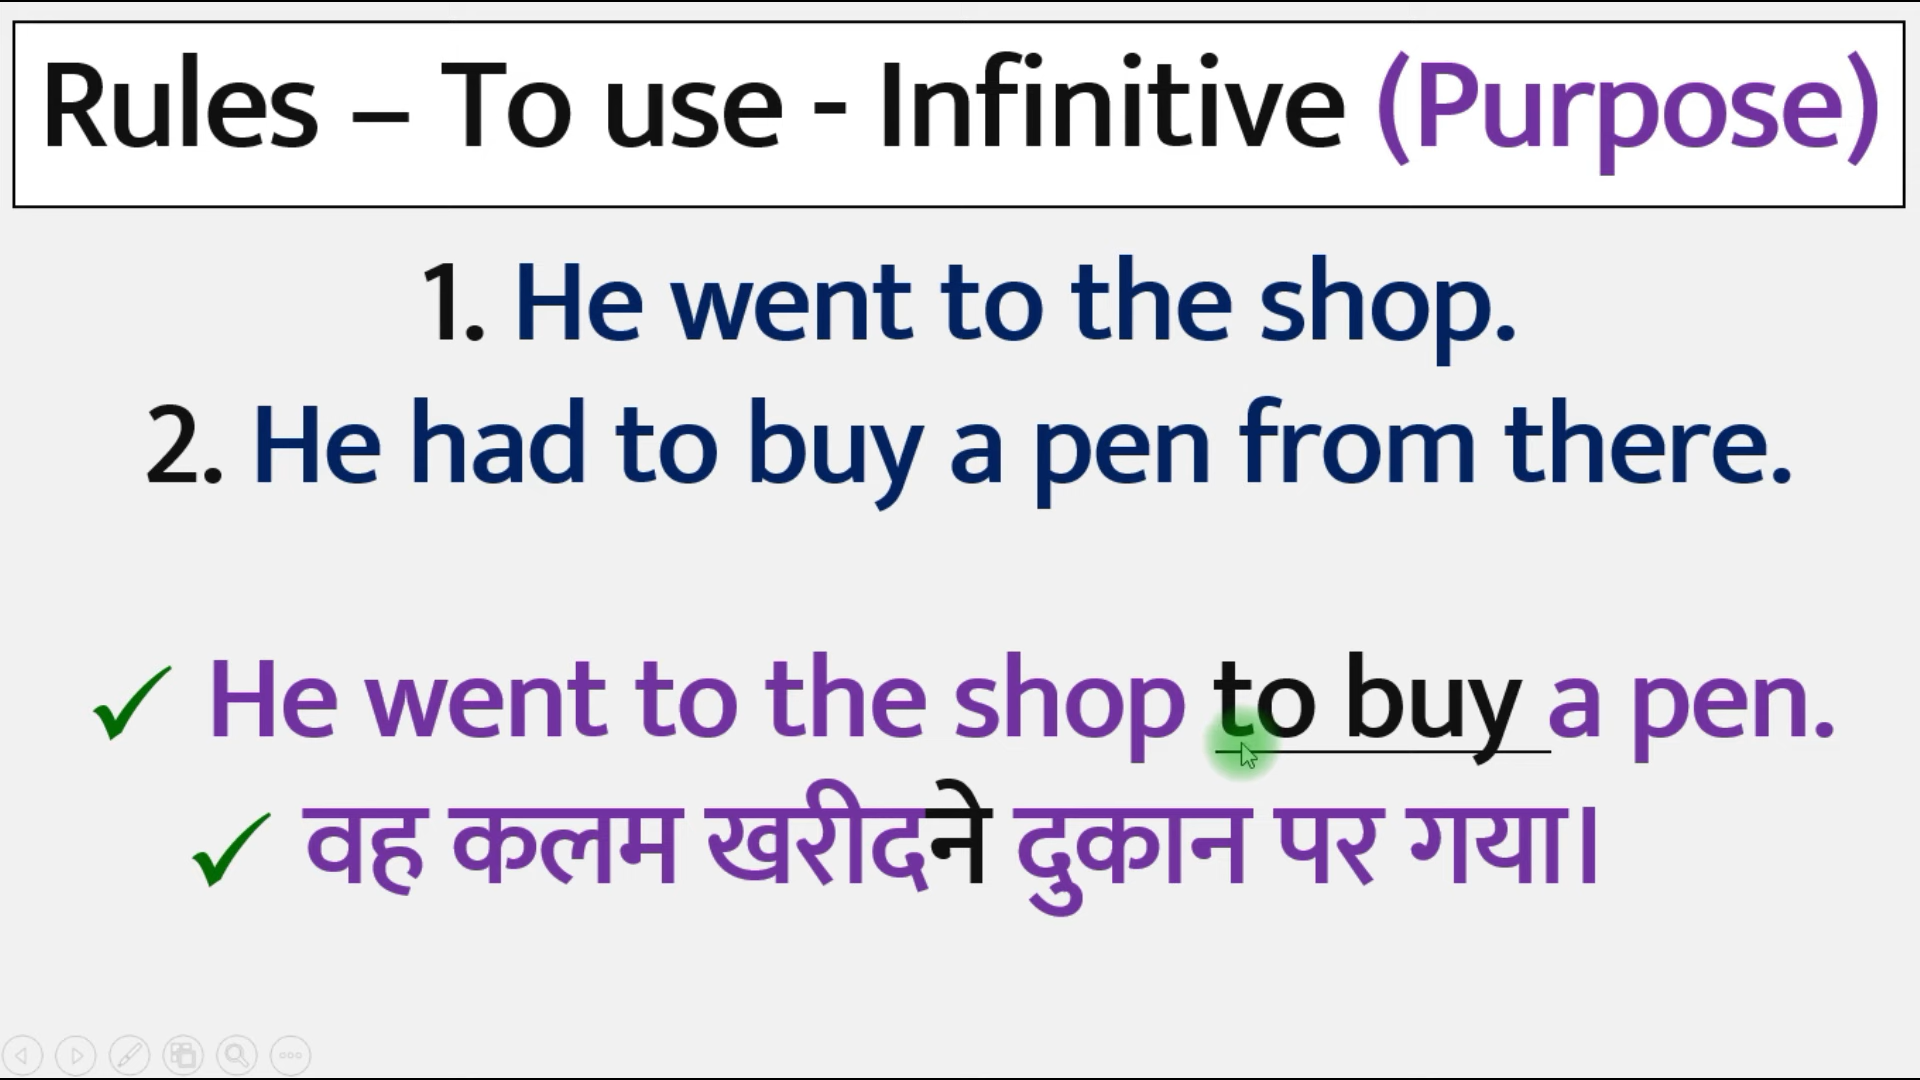 Rules – To use - Infinitive (Purpose)
1. He went to the shop.
2. He had to buy a pen from there.
✓ He went to the shop to buy a pen.
✓ वह कलम खरीदने दुकान पर गया।